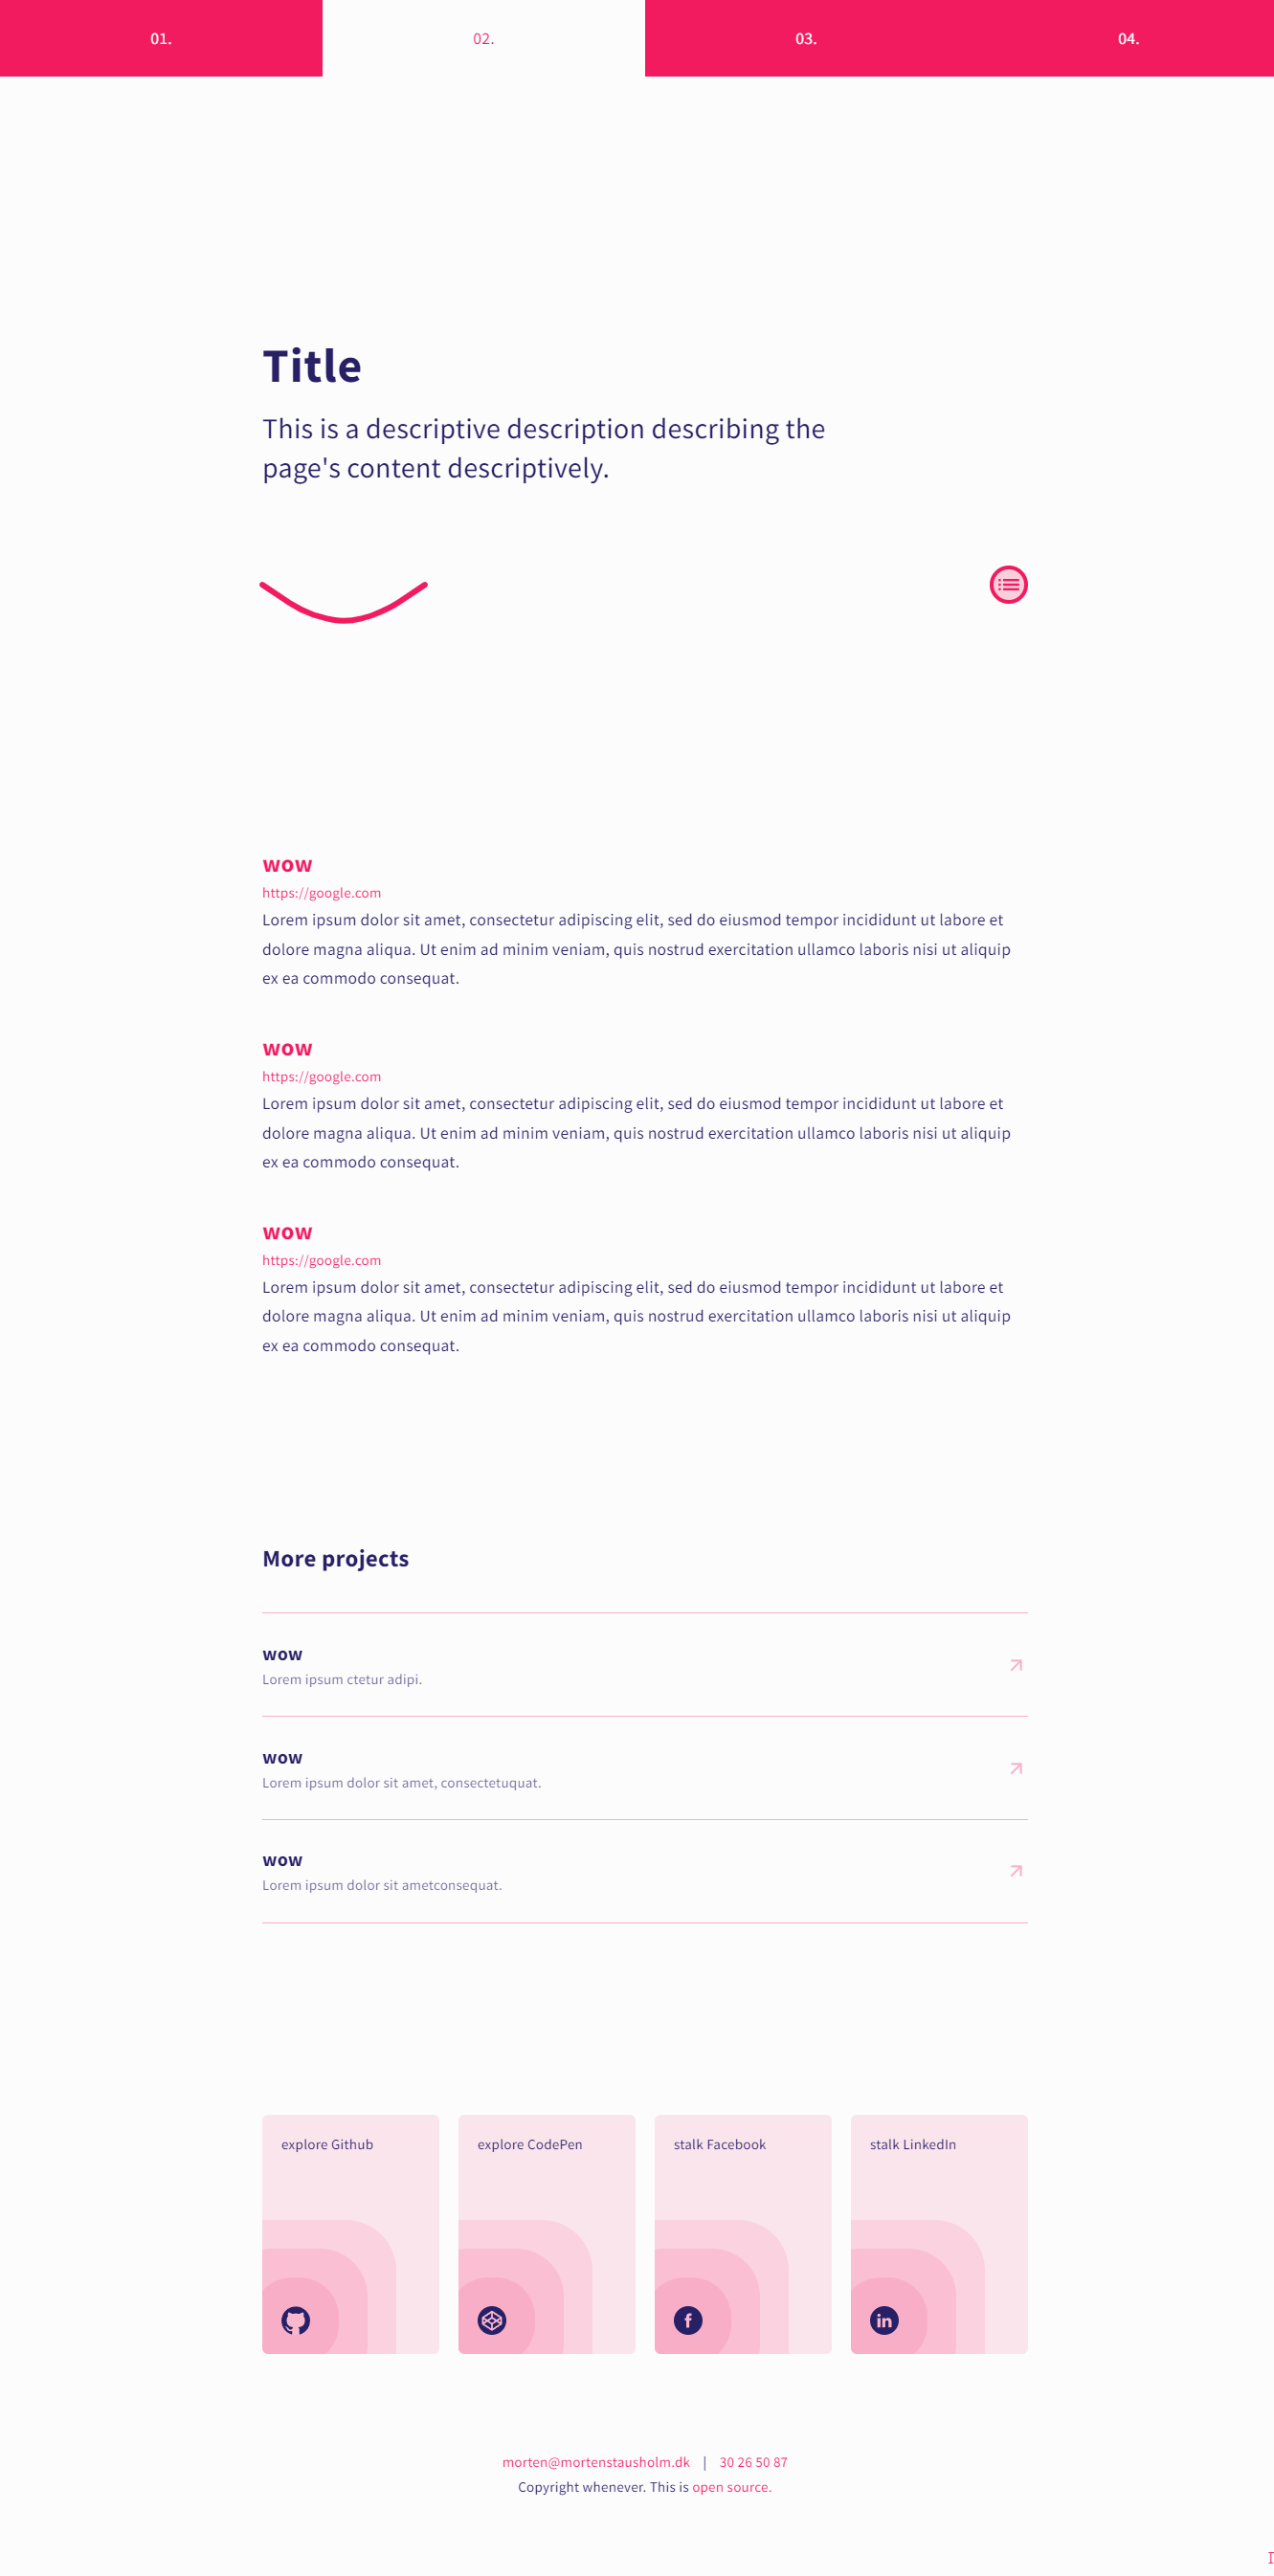 01.
02.
03.
04.
Title
This is a descriptive description describing the
page's content descriptively.
wow
https://google.com
Lorem ipsum dolor sit amet, consectetur adipiscing elit, sed do eiusmod tempor incididunt ut labore et
dolore magna aliqua. Ut enim ad minim veniam, quis nostrud exercitation ullamco laboris nisi ut aliquip
ex ea commodo consequat.
wow
https://google.com
Lorem ipsum dolor sit amet, consectetur adipiscing elit, sed do eiusmod tempor incididunt ut labore et
dolore magna aliqua. Ut enim ad minim veniam, quis nostrud exercitation ullamco laboris nisi ut aliquip
ex ea commodo consequat.
wow
https://google.com
Lorem ipsum dolor sit amet, consectetur adipiscing elit, sed do eiusmod tempor incididunt ut labore et
dolore magna aliqua. Ut enim ad minim veniam, quis nostrud exercitation ullamco laboris nisi ut aliquip
ex ea commodo consequat.
More projects
wow
Lorem ipsum ctetur adipi.
wow
Lorem ipsum dolor sit amet, consectetuquat.
wow
Lorem ipsum dolor sit ametconsequat.
explore Github
explore CodePen
stalk Facebook
stalk LinkedIn
morten@mortenstausholm.dk | 30 26 50 87
Copyright whenever. This is open source.